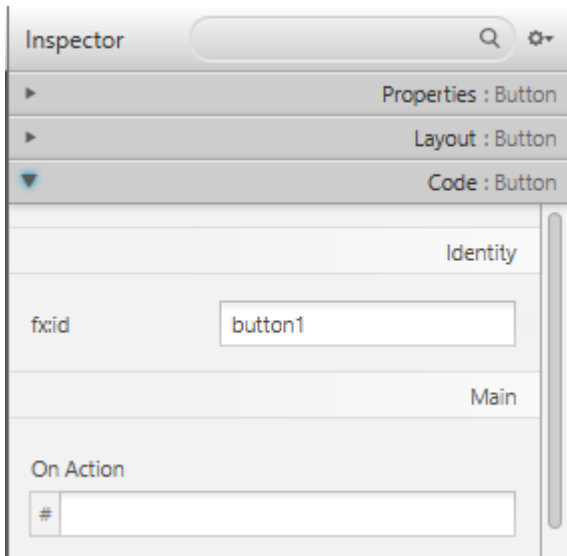 Inspector
Properties : Button
Layout : Button
Code : Button
Identity
fx:id button1
Main
On Action
#